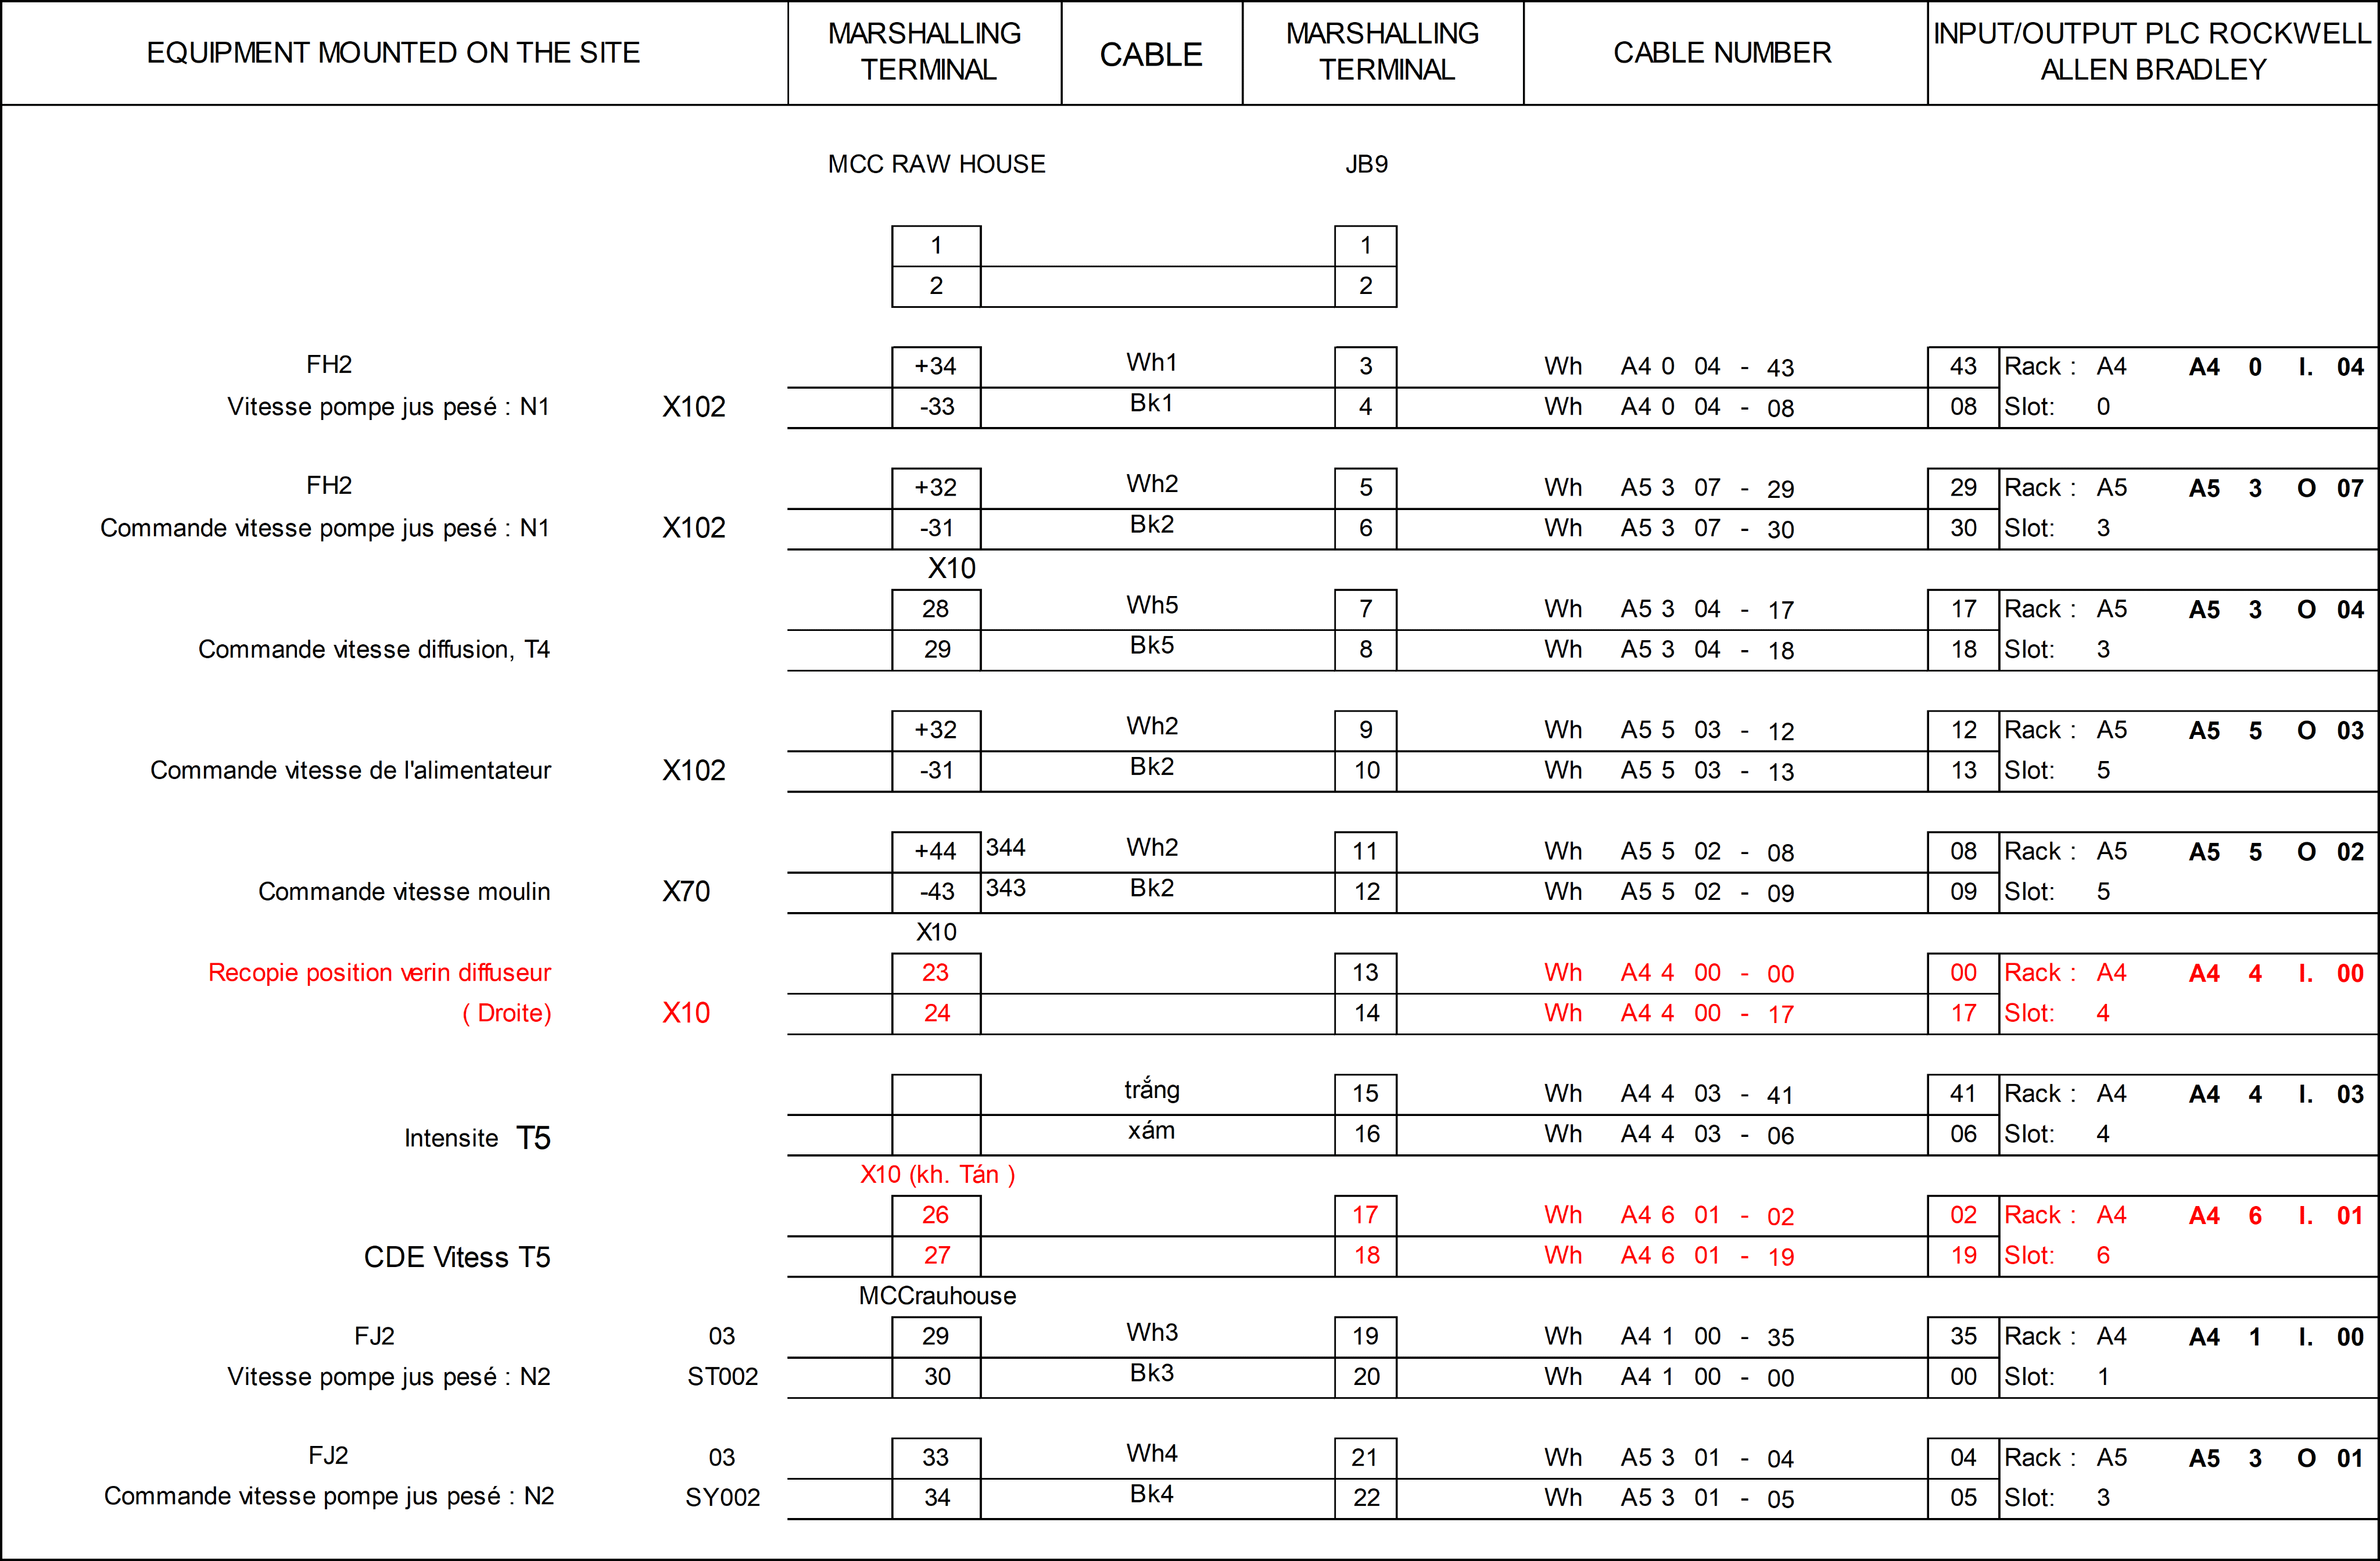 EQUIPMENT MOUNTED ON THE SITE MARSHALLING TERMINAL CABLE MARSHALLING TERMINAL CABLE NUMBER INPUT/OUTPUT PLC ROCKWELL ALLEN BRADLEY
MCC RAW HOUSE JB9
1 1
2 2
FH2 +34 Wh1 3 Wh A4 0 04 - 43 43 Rack : A4 A4 0 I. 04
Vitesse pompe jus pesé : N1 X102 -33 Bk1 4 Wh A4 0 04 - 08 08 Slot: 0
FH2 +32 Wh2 5 Wh A5 3 07 - 29 29 Rack : A5 A5 3 O 07
Commande vitesse pompe jus pesé : N1 X102 -31 Bk2 6 Wh A5 3 07 - 30 30 Slot: 3
X10
28 Wh5 7 Wh A5 3 04 - 17 17 Rack : A5 A5 3 O 04
Commande vitesse diffusion, T4 29 Bk5 8 Wh A5 3 04 - 18 18 Slot: 3
+32 Wh2 9 Wh A5 5 03 - 12 12 Rack : A5 A5 5 O 03
Commande vitesse de l'alimentateur X102 -31 Bk2 10 Wh A5 5 03 - 13 13 Slot: 5
+44 344 Wh2 11 Wh A5 5 02 - 08 08 Rack : A5 A5 5 O 02
Commande vitesse moulin X70 -43 343 Bk2 12 Wh A5 5 02 - 09 09 Slot: 5
X10
Recopie position verin diffuseur 23 13 Wh A4 4 00 - 00 00 Rack : A4 A4 4 I. 00
( Droite) X10 24 14 Wh A4 4 00 - 17 17 Slot: 4
trắng 15 Wh A4 4 03 - 41 41 Rack : A4 A4 4 I. 03
Intensite T5 xám 16 Wh A4 4 03 - 06 06 Slot: 4
X10 (kh. Tán )
26 17 Wh A4 6 01 - 02 02 Rack : A4 A4 6 I. 01
CDE Vitess T5 27 18 Wh A4 6 01 - 19 19 Slot: 6
MCCrauhouse
FJ2 03 29 Wh3 19 Wh A4 1 00 - 35 35 Rack : A4 A4 1 I. 00
Vitesse pompe jus pesé : N2 ST002 30 Bk3 20 Wh A4 1 00 - 00 00 Slot: 1
FJ2 03 33 Wh4 21 Wh A5 3 01 - 04 04 Rack : A5 A5 3 O 01
Commande vitesse pompe jus pesé : N2 SY002 34 Bk4 22 Wh A5 3 01 - 05 05 Slot: 3